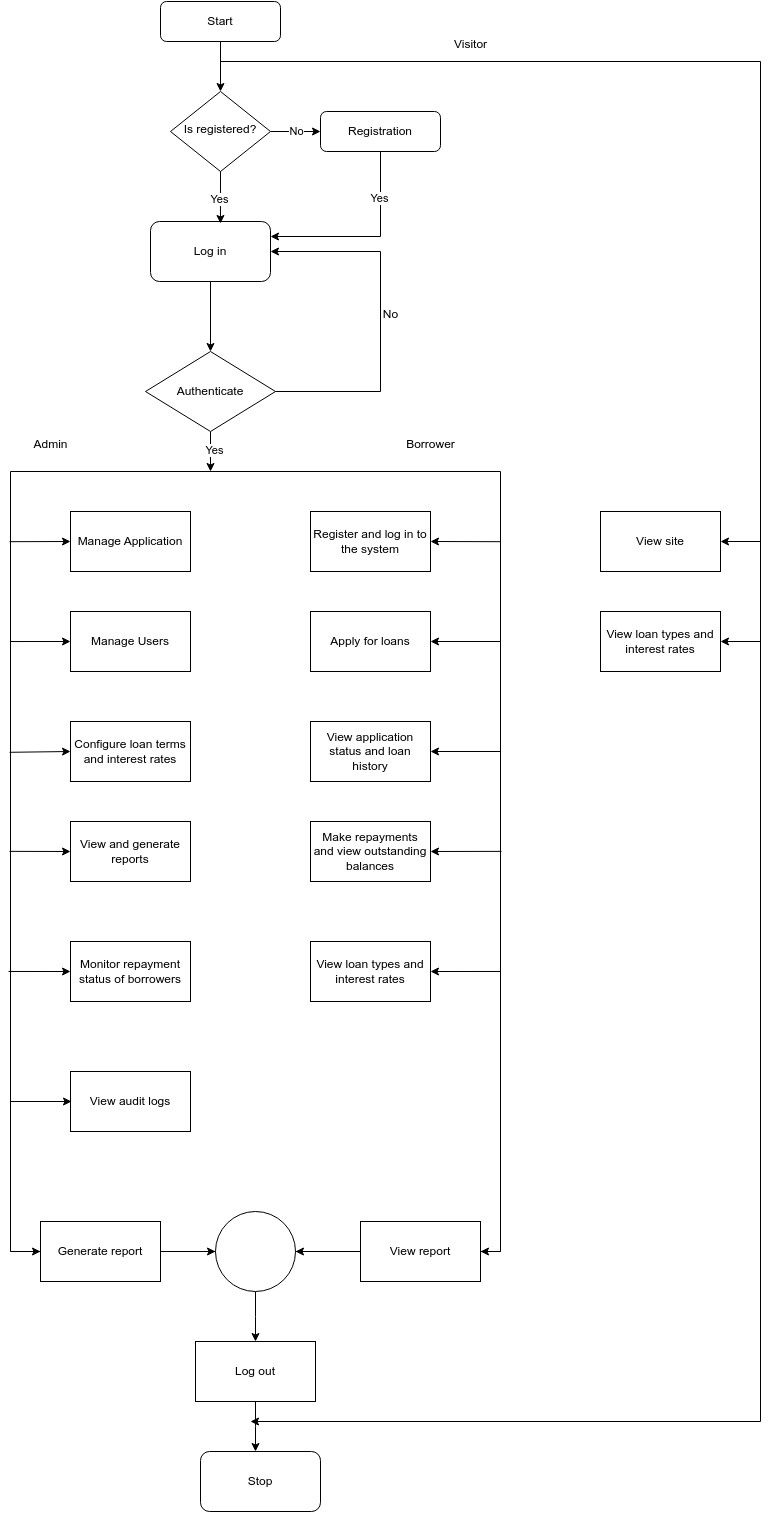 Start
Visitor
Is registered?
No
Registration
Yes
Yes
Log in
No
Authenticate
Admin
Yes
Borrower
Manage Application
Register and log in to
the system
View site
Manage Users
Apply for loans
View loan types and
interest rates
Configure loan terms
and interest rates
View application
status and loan
history
View and generate
reports
Make repayments
and view outstanding
balances
Monitor repayment
status of borrowers
View loan types and
interest rates
View audit logs
Generate report
View report
Log out
Stop